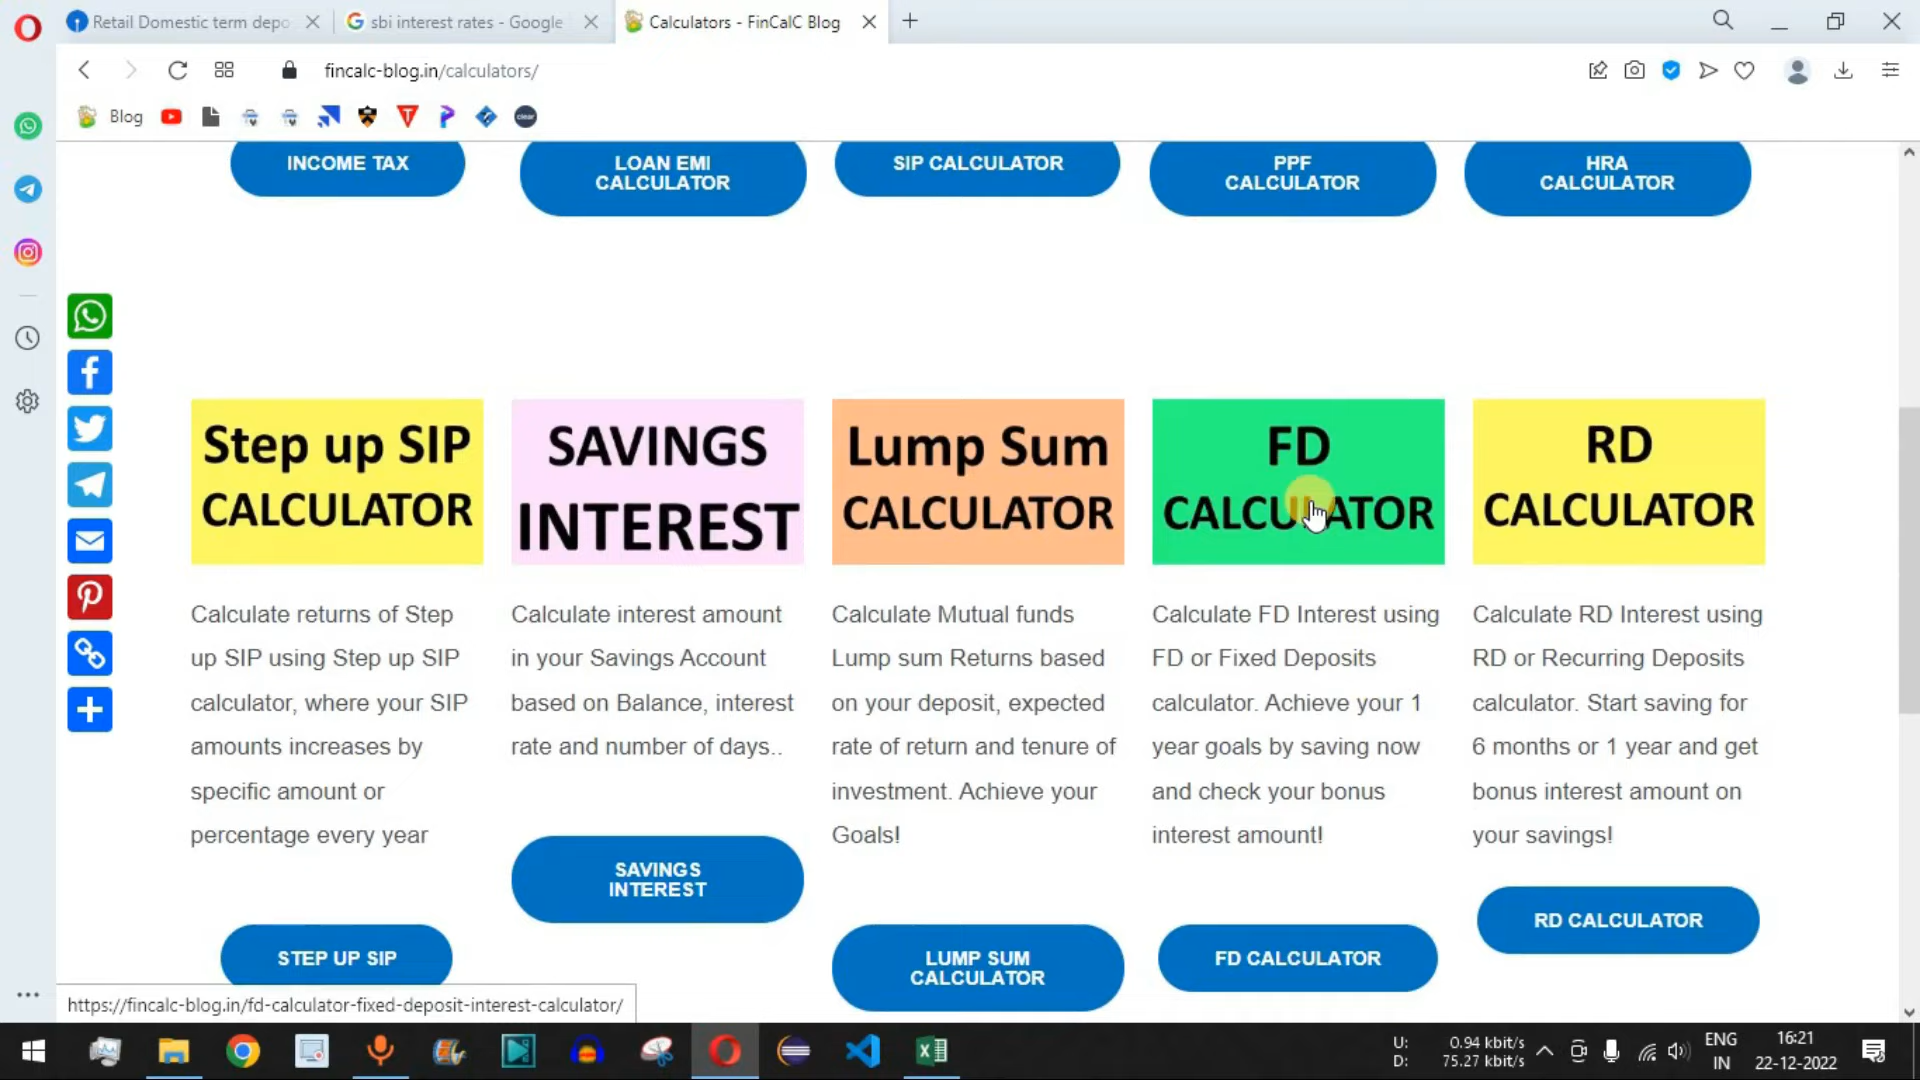 Retail Domestic term depo
sbi interest rates - Google
Calculators - FinCalC Blog
fincalc-blog.in/calculators/
Blog
clear
INCOME TAX
LOAN EMI
CALCULATOR
SIP CALCULATOR
PPF
CALCULATOR
HRA
CALCULATOR
Step up SIP
CALCULATOR
SAVINGS
INTEREST
Lump Sum
CALCULATOR
FD
CALCULATOR
RD
CALCULATOR
Calculate returns of Step
up SIP using Step up SIP
calculator, where your SIP
amounts increases by
specific amount or
percentage every year
Calculate interest amount
in your Savings Account
based on Balance, interest
rate and number of days..
Calculate Mutual funds
Lump sum Returns based
on your deposit, expected
rate of return and tenure of
investment. Achieve your
Goals!
Calculate FD Interest using
FD or Fixed Deposits
calculator. Achieve your 1
year goals by saving now
and check your bonus
interest amount!
Calculate RD Interest using
RD or Recurring Deposits
calculator. Start saving for
6 months or 1 year and get
bonus interest amount on
your savings!
STEP UP SIP
SAVINGS
INTEREST
LUMP SUM
CALCULATOR
FD CALCULATOR
RD CALCULATOR
https://fincalc-blog.in/fd-calculator-fixed-deposit-interest-calculator/
U: 0.94 kbit/s
D: 75.27 kbit/s
ENG
IN
16:21
22-12-2022